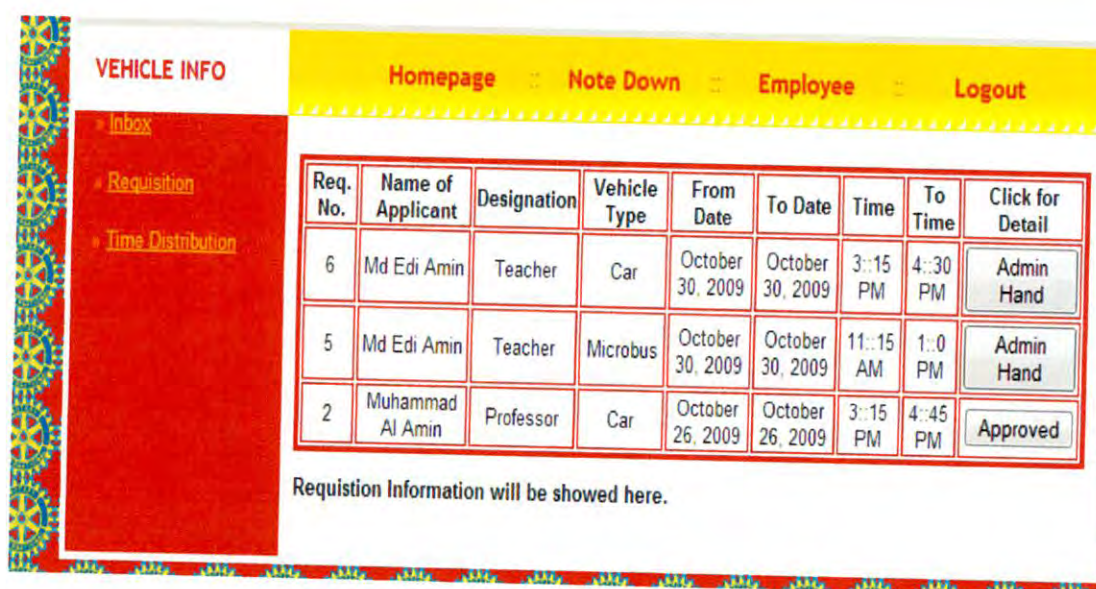 VEHICLE INFO
Homepage :: Note Down :: Employee :: Logout
» Inbox
» Requisition
» Time Distribution
Req. No. Name of Applicant Designation Vehicle Type From Date To Date Time To Time Click for Detail
6 Md Edi Amin Teacher Car October 30, 2009 October 30, 2009 3::15 PM 4::30 PM Admin Hand
5 Md Edi Amin Teacher Microbus October 30, 2009 October 30, 2009 11::15 AM 1::0 PM Admin Hand
2 Muhammad Al Amin Professor Car October 26, 2009 October 26, 2009 3::15 PM 4::45 PM Approved
Requistion Information will be showed here.